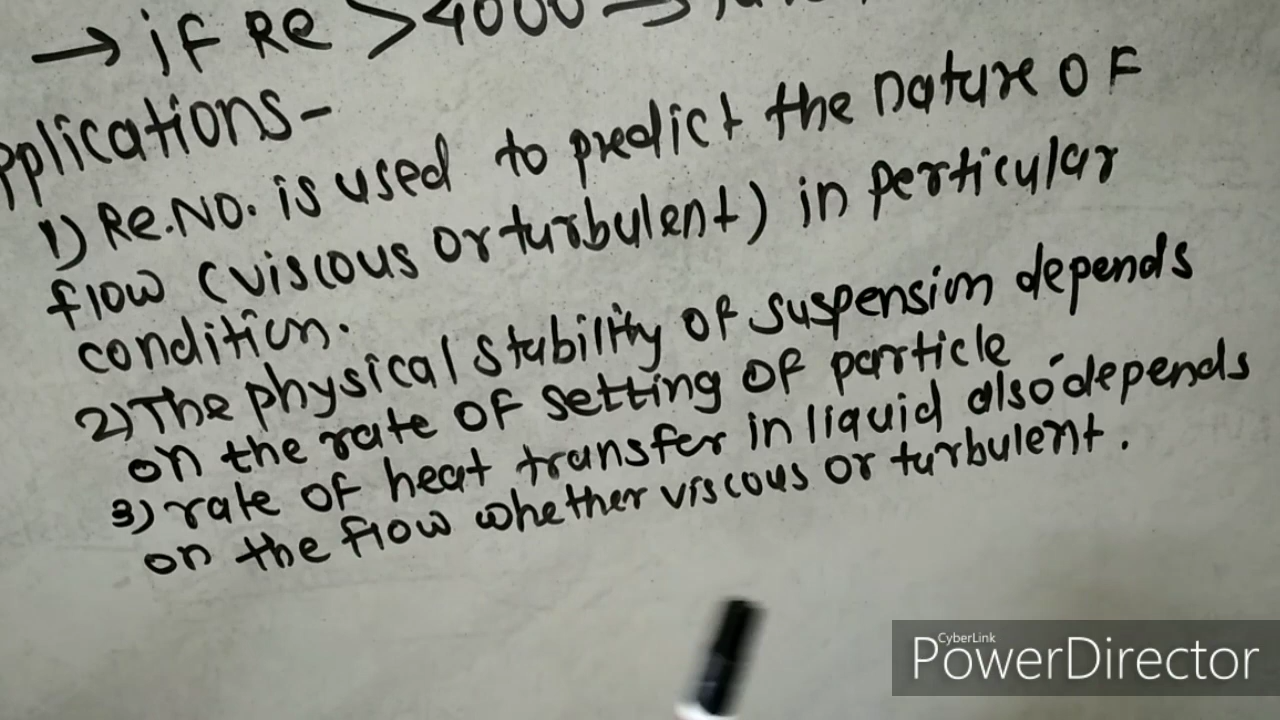 → if Re >4000 →
pplications-
1) Re.No. is used to predict the nature OF
flow (viscous or turbulent) in perticular
condition.
2) The physical stability of suspension depends
on the rate of setting of particle
3) rate of heat transfer in liquid also depends
on the flow whether viscous or turbulent.
CyberLink
PowerDirector